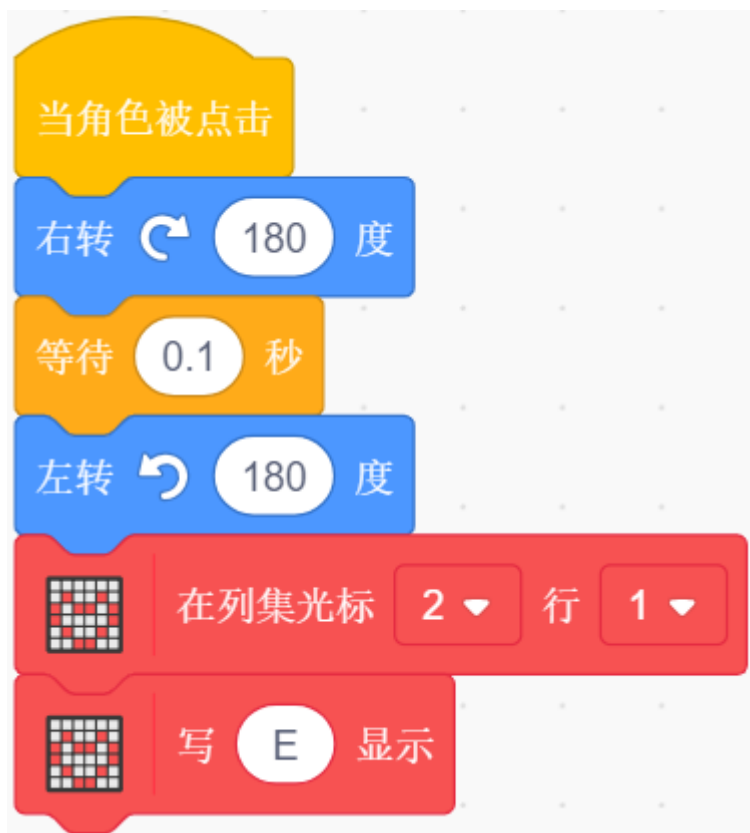 当角色被点击
右转 180 度
等待 0.1 秒
左转 180 度
在列集光标 2 行 1
写 E 显示